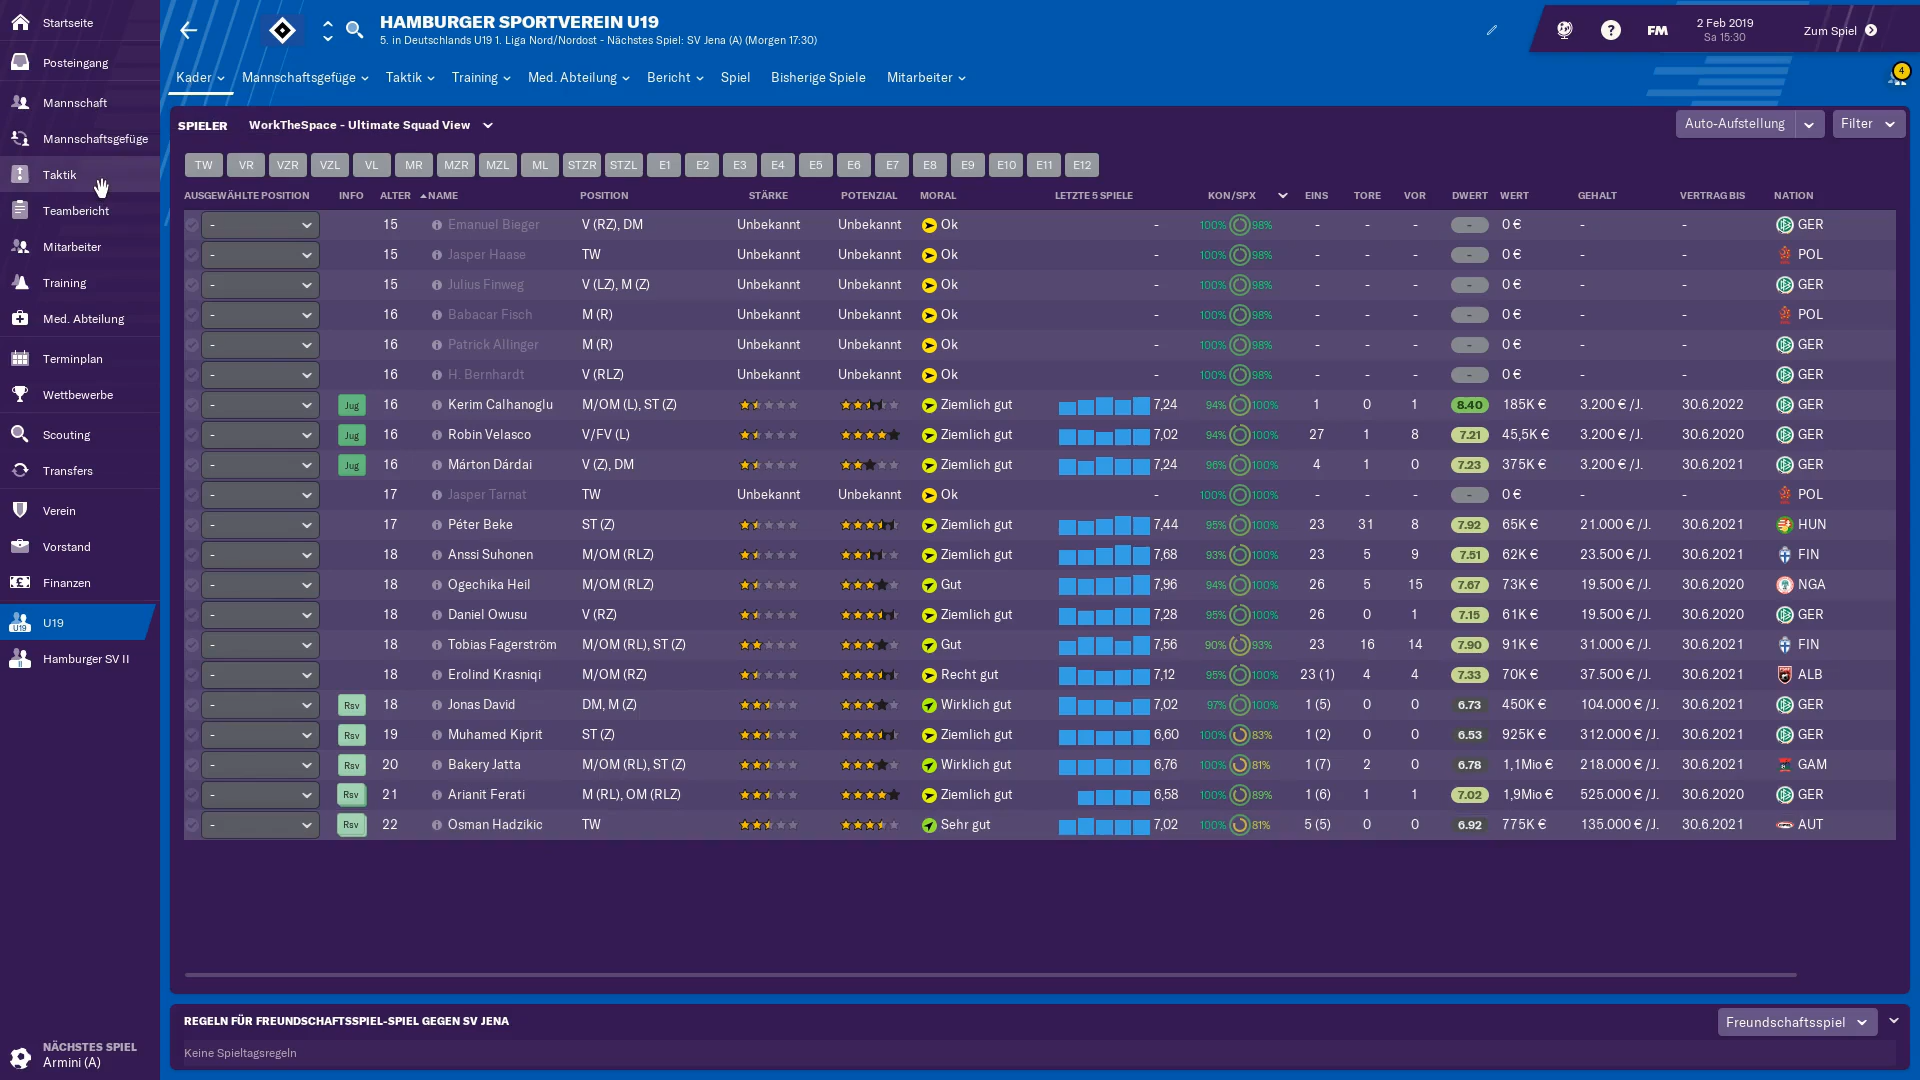 Startseite
Posteingang
Mannschaft
Mannschaftsgefüge
Taktik
Teambericht
Mitarbeiter
Training
Med. Abteilung
Terminplan
Wettbewerbe
Scouting
Transfers
Verein
Vorstand
Finanzen
U19
Hamburger SV II
NÄCHSTES SPIEL
Armini (A)
HAMBURGER SPORTVEREIN U19
5. in Deutschlands U19 1. Liga Nord/Nordost - Nächstes Spiel: SV Jena (A) (Morgen 17:30)
FM
2 Feb 2019
Sa 15:30
Zum Spiel
4
Kader Mannschaftsgefüge Taktik Training Med. Abteilung Bericht Spiel Bisherige Spiele Mitarbeiter
SPIELER WorkTheSpace - Ultimate Squad View Auto-Aufstellung Filter
TW VR VZR VZL VL MR MZR MZL ML STZR STZL E1 E2 E3 E4 E5 E6 E7 E8 E9 E10 E11 E12
AUSGEWÄHLTE POSITION INFO ALTER NAME POSITION STÄRKE POTENZIAL MORAL LETZTE 5 SPIELE KON/SPX EINS TORE VOR DWERT WERT GEHALT VERTRAG BIS NATION
- 15 Emanuel Bieger V (RZ), DM Unbekannt Unbekannt Ok - 100% 98% - - - - 0 € - - GER
- 15 Jasper Haase TW Unbekannt Unbekannt Ok - 100% 98% - - - - 0 € - - POL
- 15 Julius Finweg V (LZ), M (Z) Unbekannt Unbekannt Ok - 100% 98% - - - - 0 € - - GER
- 16 Babacar Fisch M (R) Unbekannt Unbekannt Ok - 100% 98% - - - - 0 € - - POL
- 16 Patrick Allinger M (R) Unbekannt Unbekannt Ok - 100% 98% - - - - 0 € - - GER
- 16 H. Bernhardt V (RLZ) Unbekannt Unbekannt Ok - 100% 98% - - - - 0 € - - GER
- Jug 16 Kerim Calhanoglu M/OM (L), ST (Z) Ziemlich gut 7,24 94% 100% 1 0 1 8.40 185K € 3.200 € /J. 30.6.2022 GER
- Jug 16 Robin Velasco V/FV (L) Ziemlich gut 7,02 94% 100% 27 1 8 7.21 45,5K € 3.200 € /J. 30.6.2020 GER
- Jug 16 Márton Dárdai V (Z), DM Ziemlich gut 7,24 96% 100% 4 1 0 7.23 375K € 3.200 € /J. 30.6.2021 GER
- 17 Jasper Tarnat TW Unbekannt Unbekannt Ok - 100% 100% - - - - 0 € - - POL
- 17 Péter Beke ST (Z) Ziemlich gut 7,44 95% 100% 23 31 8 7.92 65K € 21.000 € /J. 30.6.2021 HUN
- 18 Anssi Suhonen M/OM (RLZ) Ziemlich gut 7,68 93% 100% 23 5 9 7.51 62K € 23.500 € /J. 30.6.2021 FIN
- 18 Ogechika Heil M/OM (RLZ) Gut 7,96 94% 100% 26 5 15 7.67 73K € 19.500 € /J. 30.6.2020 NGA
- 18 Daniel Owusu V (RZ) Ziemlich gut 7,28 95% 100% 26 0 1 7.15 61K € 19.500 € /J. 30.6.2020 GER
- 18 Tobias Fagerström M/OM (RL), ST (Z) Gut 7,56 90% 93% 23 16 14 7.90 91K € 31.000 € /J. 30.6.2021 FIN
- 18 Erolind Krasniqi M/OM (RZ) Recht gut 7,12 95% 100% 23 (1) 4 4 7.33 70K € 37.500 € /J. 30.6.2021 ALB
- Rsv 18 Jonas David DM, M (Z) Wirklich gut 7,02 97% 100% 1 (5) 0 0 6.73 450K € 104.000 € /J. 30.6.2021 GER
- Rsv 19 Muhamed Kiprit ST (Z) Ziemlich gut 6,60 100% 83% 1 (2) 0 0 6.53 925K € 312.000 € /J. 30.6.2021 GER
- Rsv 20 Bakery Jatta M/OM (RL), ST (Z) Wirklich gut 6,76 100% 81% 1 (7) 2 0 6.78 1,1Mio € 218.000 € /J. 30.6.2021 GAM
- Rsv 21 Arianit Ferati M (RL), OM (RLZ) Ziemlich gut 6,58 100% 89% 1 (6) 1 1 7.02 1,9Mio € 525.000 € /J. 30.6.2020 GER
- Rsv 22 Osman Hadzikic TW Sehr gut 7,02 100% 81% 5 (5) 0 0 6.92 775K € 135.000 € /J. 30.6.2021 AUT
REGELN FÜR FREUNDSCHAFTSSPIEL-SPIEL GEGEN SV JENA Freundschaftsspiel
Keine Spieltagsregeln